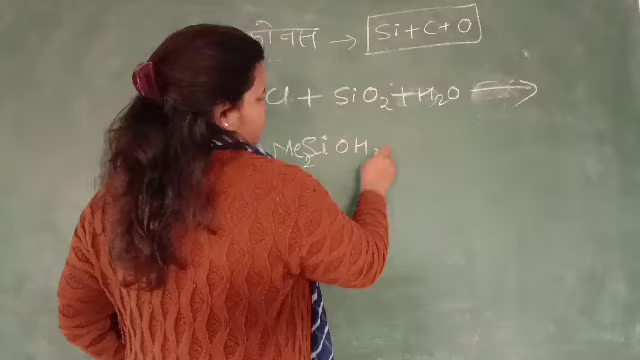 → Si + C + O
Cl + SiO₂ + H₂O →
Me₂SiOH